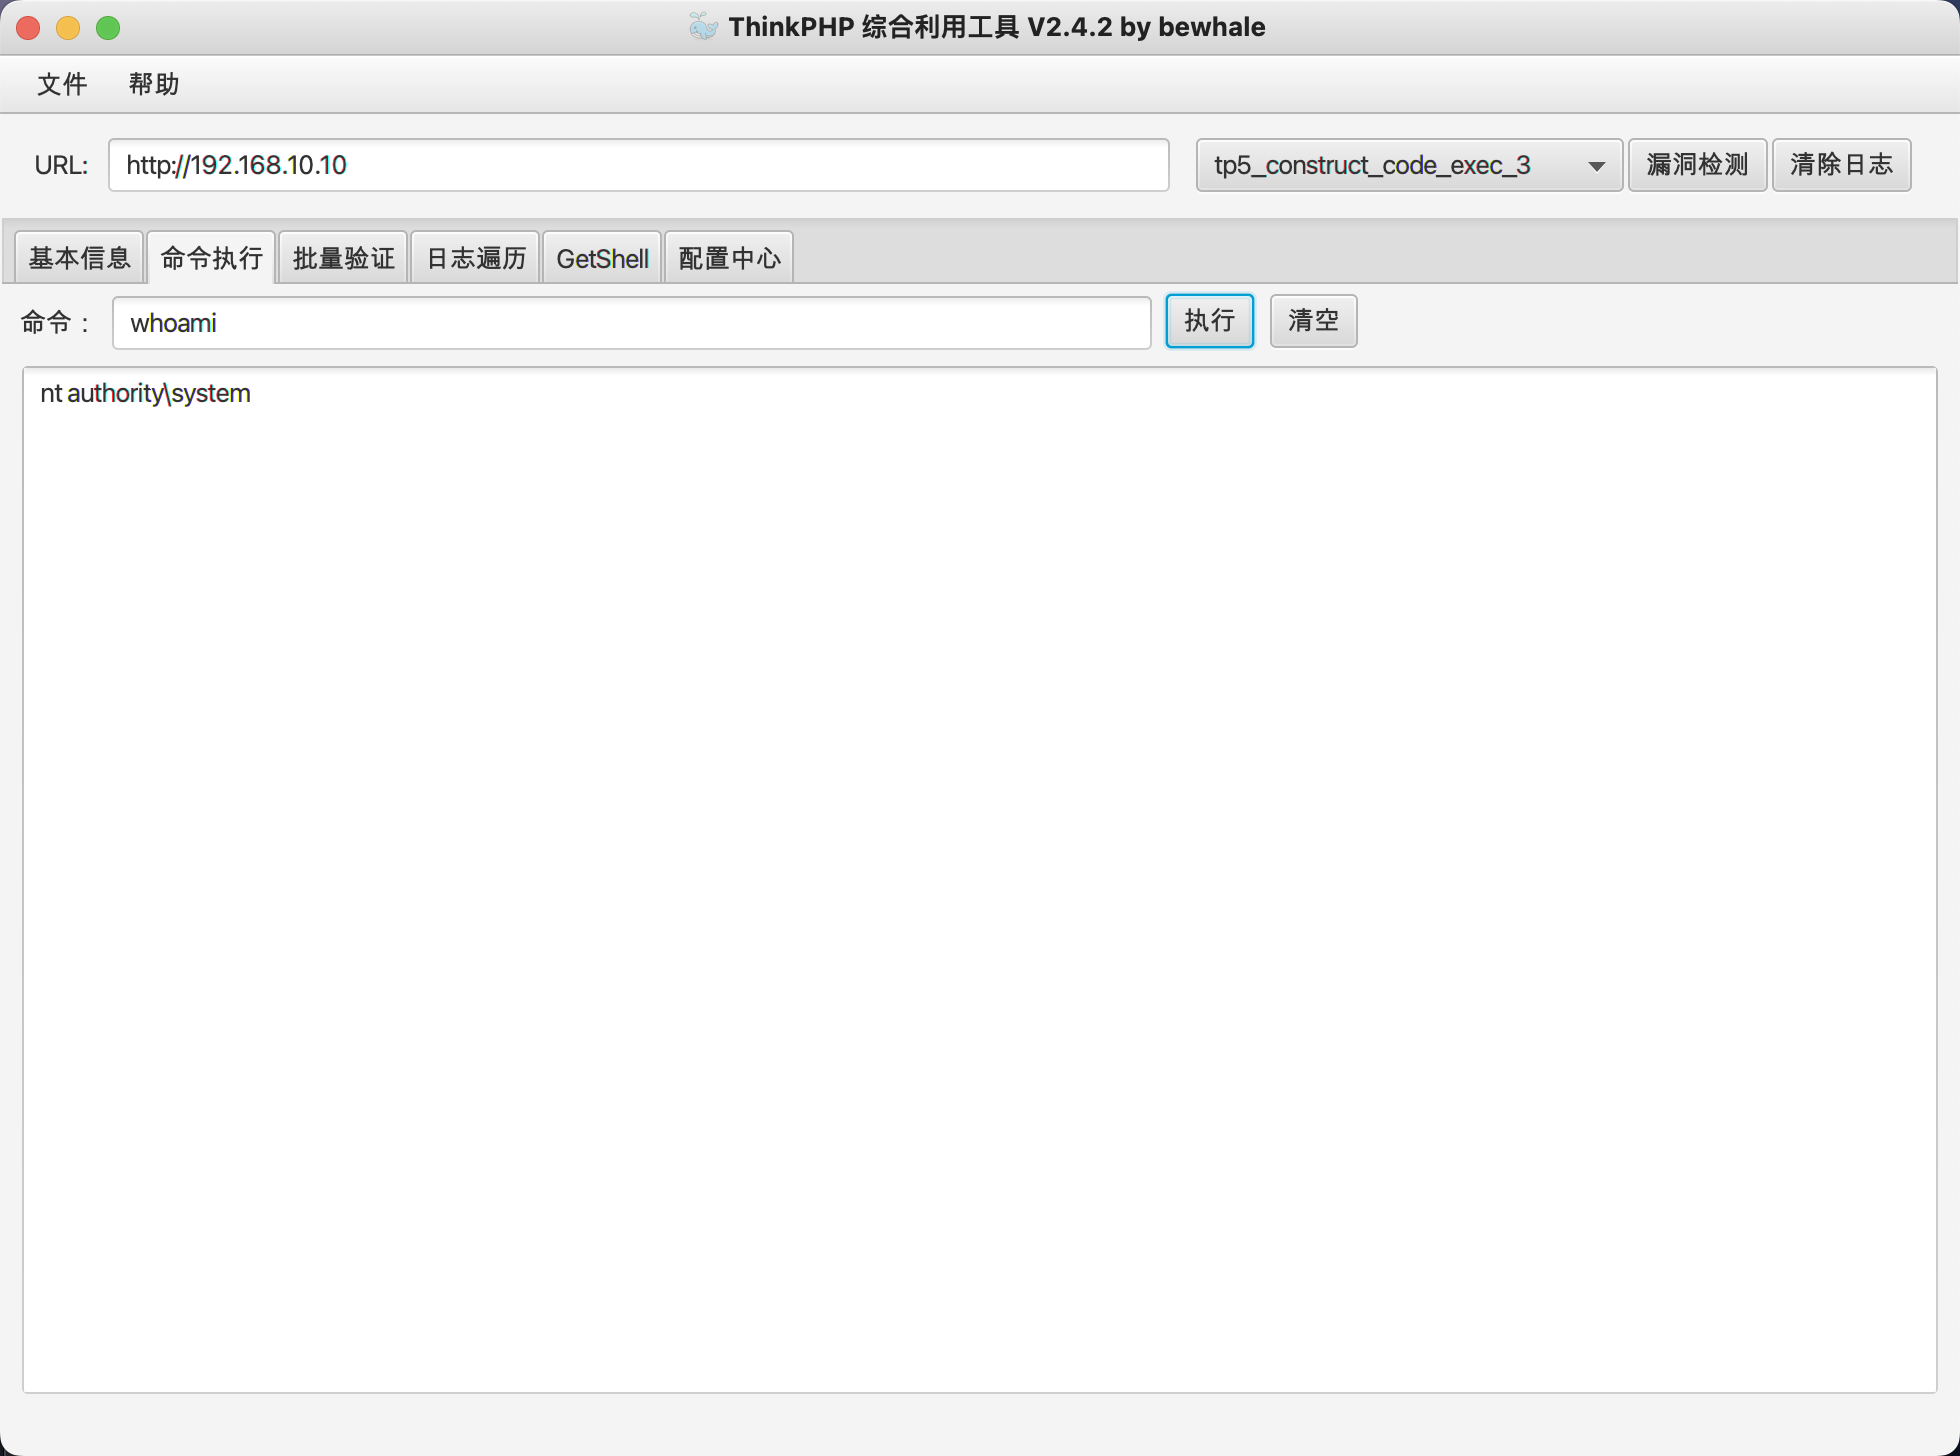 ThinkPHP 综合利用工具 V2.4.2 by bewhale
文件 帮助
URL: http://192.168.10.10 tp5_construct_code_exec_3 漏洞检测 清除日志
基本信息 命令执行 批量验证 日志遍历 GetShell 配置中心
命令： whoami 执行 清空
nt authority\system